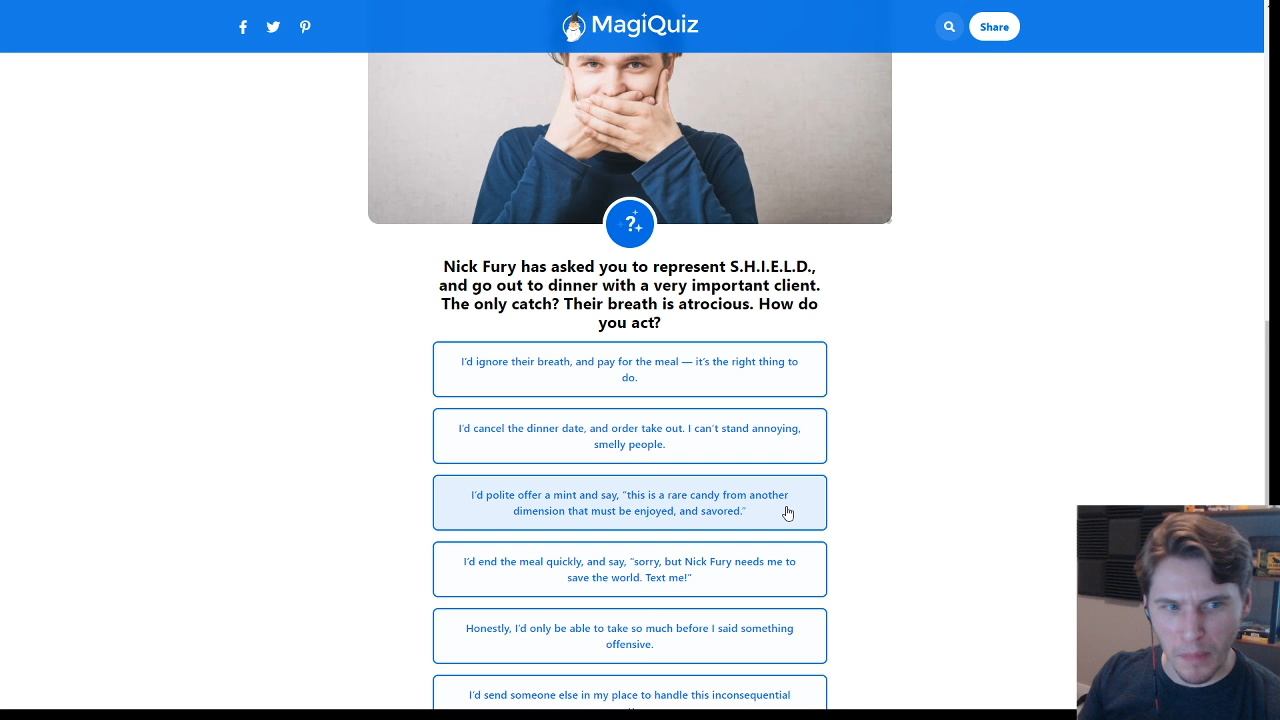 MagiQuiz
Share
Nick Fury has asked you to represent S.H.I.E.L.D.,
and go out to dinner with a very important client.
The only catch? Their breath is atrocious. How do
you act?
I'd ignore their breath, and pay for the meal — it's the right thing to
do.
I'd cancel the dinner date, and order take out. I can't stand annoying,
smelly people.
I'd polite offer a mint and say, "this is a rare candy from another
dimension that must be enjoyed, and savored."
I'd end the meal quickly, and say, "sorry, but Nick Fury needs me to
save the world. Text me!"
Honestly, I'd only be able to take so much before I said something
offensive.
I'd send someone else in my place to handle this inconsequential